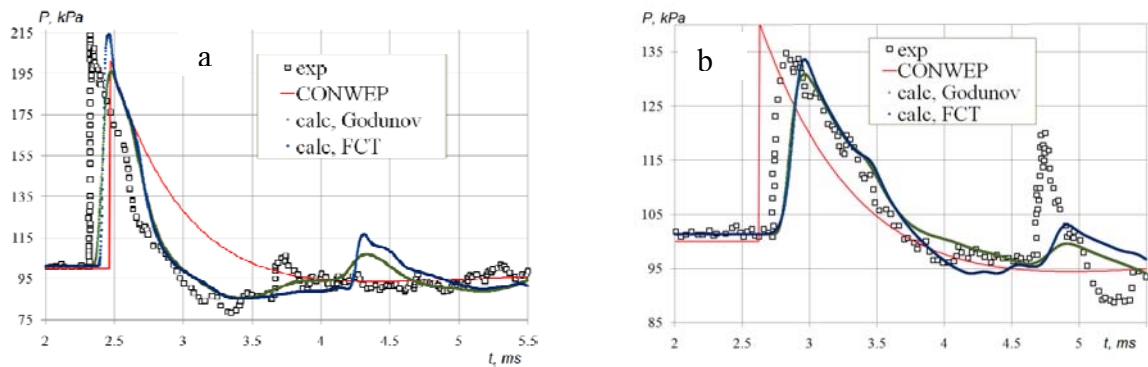 P, kPa
215
195
175
155
135
115
95
75
2
2.5
3
3.5
4
4.5
5
5.5
t, ms
a
exp
CONWEP
calc, Godunov
calc, FCT
P, kPa
135
125
115
105
95
85
2
2.5
3
3.5
4
4.5
5
t, ms
b
exp
CONWEP
calc, Godunov
calc, FCT